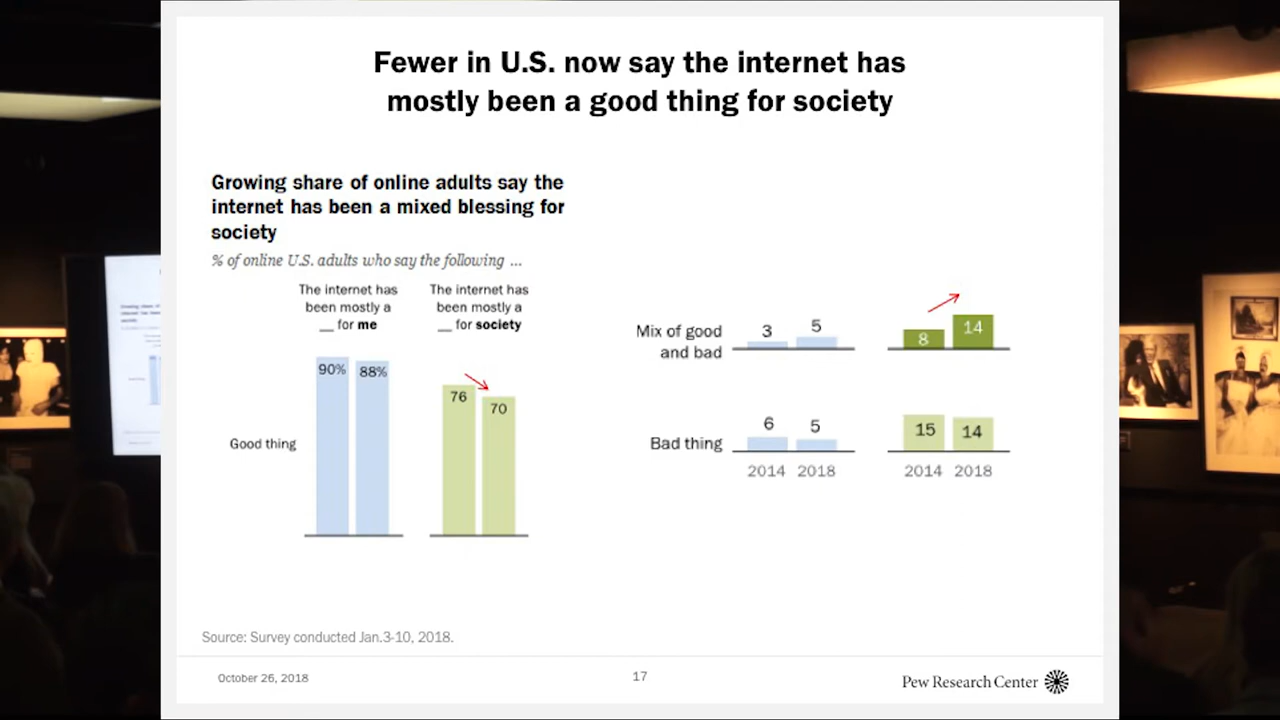 Fewer in U.S. now say the internet has
mostly been a good thing for society
Growing share of online adults say the
internet has been a mixed blessing for
society
% of online U.S. adults who say the following ...
The internet has
been mostly a
__ for me
The internet has
been mostly a
__ for society
90%
88%
76
70
Good thing
Mix of good
and bad
3
5
8
14
Bad thing
6
5
15
14
2014 2018
2014 2018
Source: Survey conducted Jan.3-10, 2018.
October 26, 2018
17
Pew Research Center